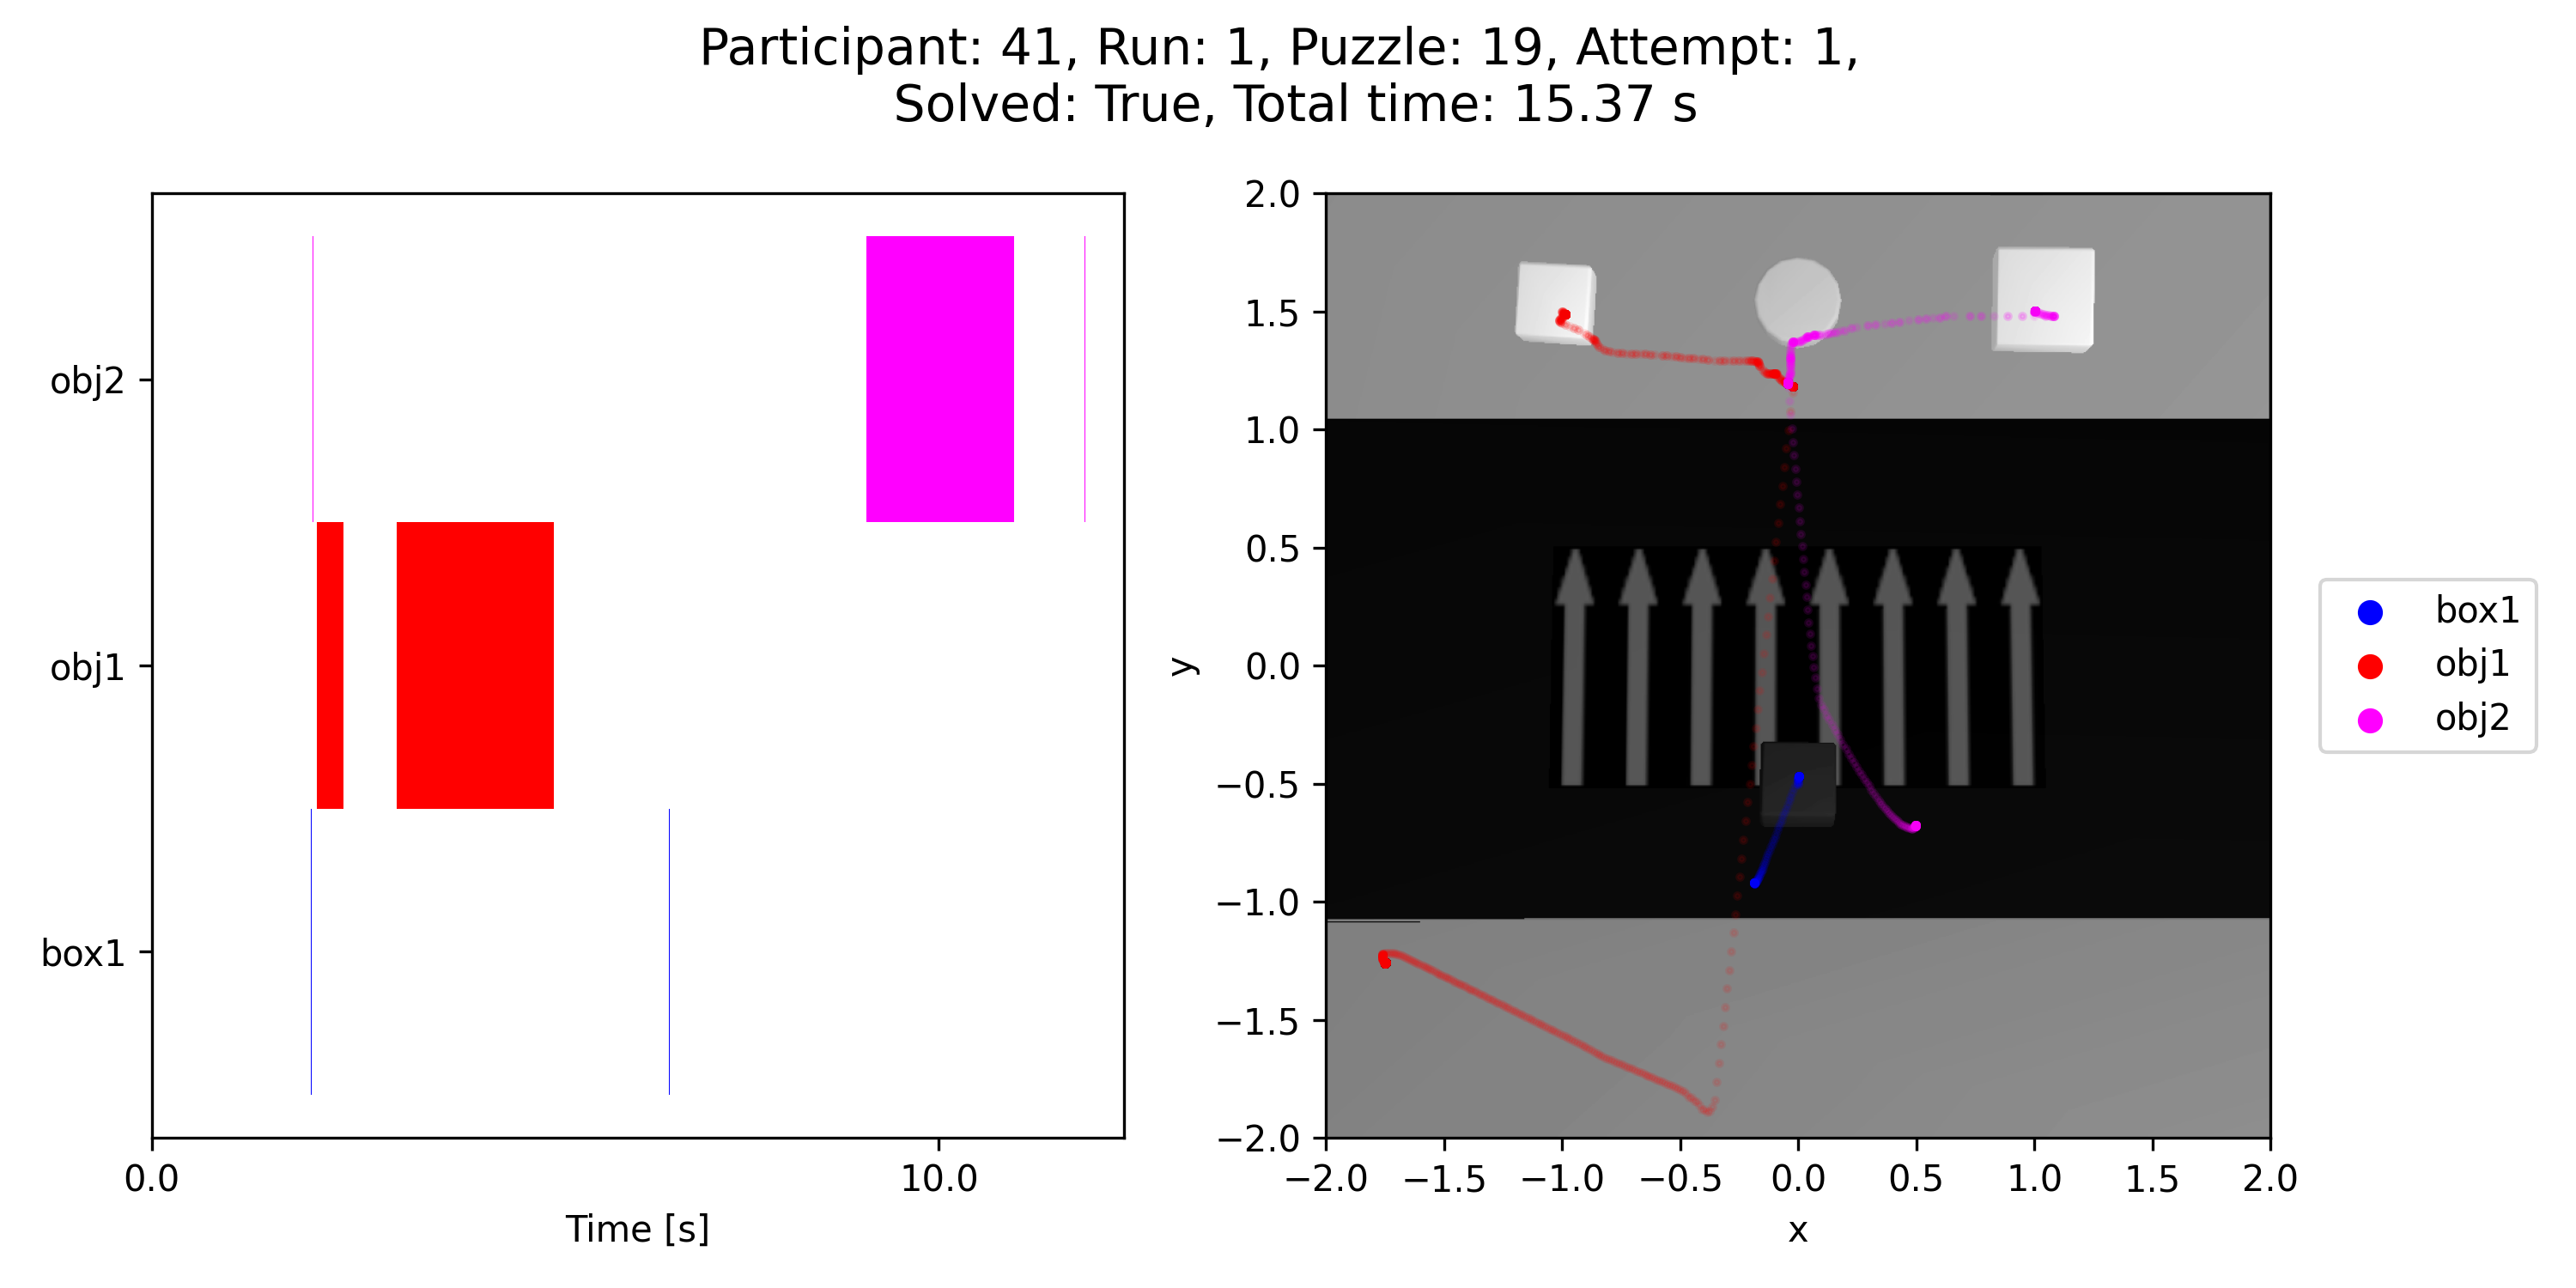 Participant: 41, Run: 1, Puzzle: 19, Attempt: 1,
Solved: True, Total time: 15.37 s
obj2
obj1
box1
0.0
10.0
Time [s]
2.0
1.5
1.0
0.5
0.0
−0.5
−1.0
−1.5
−2.0
y
−2.0 −1.5 −1.0 −0.5 0.0 0.5 1.0 1.5 2.0
x
box1
obj1
obj2